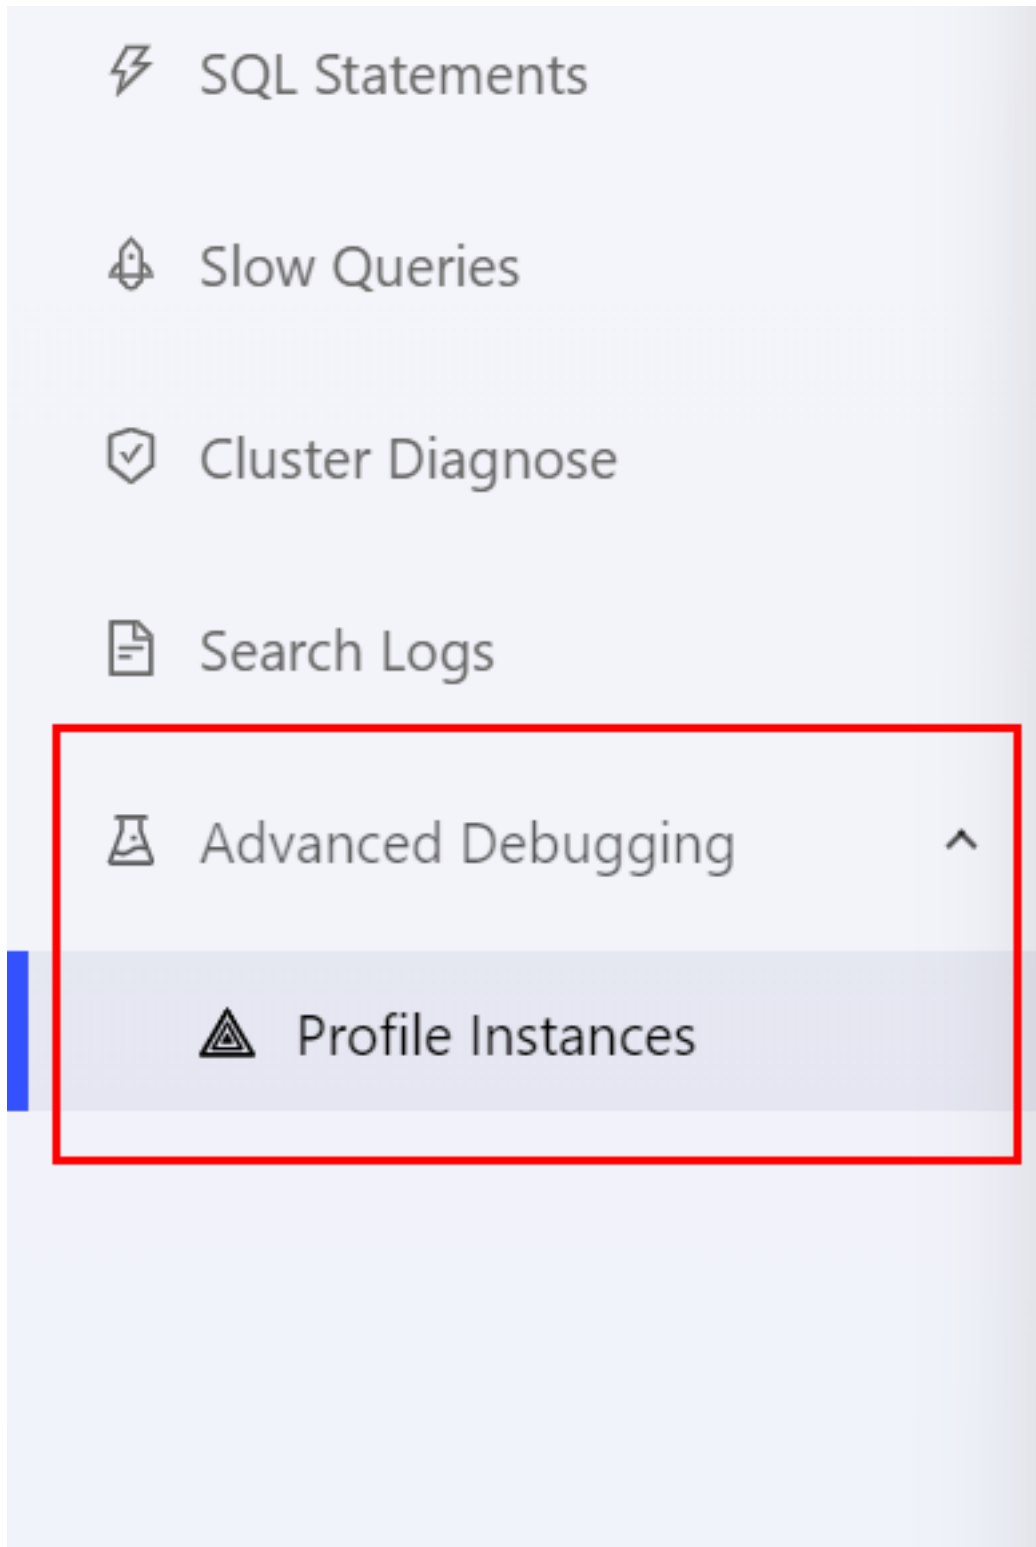 SQL Statements
Slow Queries
Cluster Diagnose
Search Logs
Advanced Debugging
Profile Instances